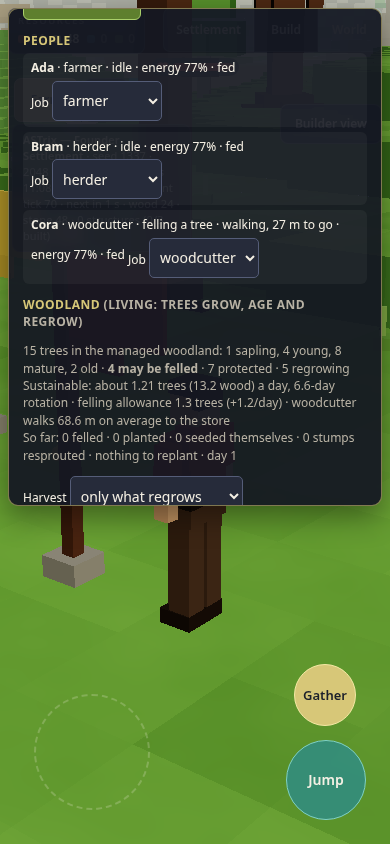 Settlement
Build
Builder view
PEOPLE
Ada · farmer · idle · energy 77% · fed
Job farmer
Bram · herder · idle · energy 77% · fed
Job herder
Cora · woodcutter · felling a tree · walking, 27 m to go ·
energy 77% · fed Job woodcutter
WOODLAND (LIVING: TREES GROW, AGE AND
REGROW)
15 trees in the managed woodland: 1 sapling, 4 young, 8
mature, 2 old · 4 may be felled · 7 protected · 5 regrowing
Sustainable: about 1.21 trees (13.2 wood) a day, 6.6-day
rotation · felling allowance 1.3 trees (+1.2/day) · woodcutter
walks 68.6 m on average to the store
So far: 0 felled · 0 planted · 0 seeded themselves · 0 stumps
resprouted · nothing to replant · day 1
Harvest only what regrows
Gather
Jump